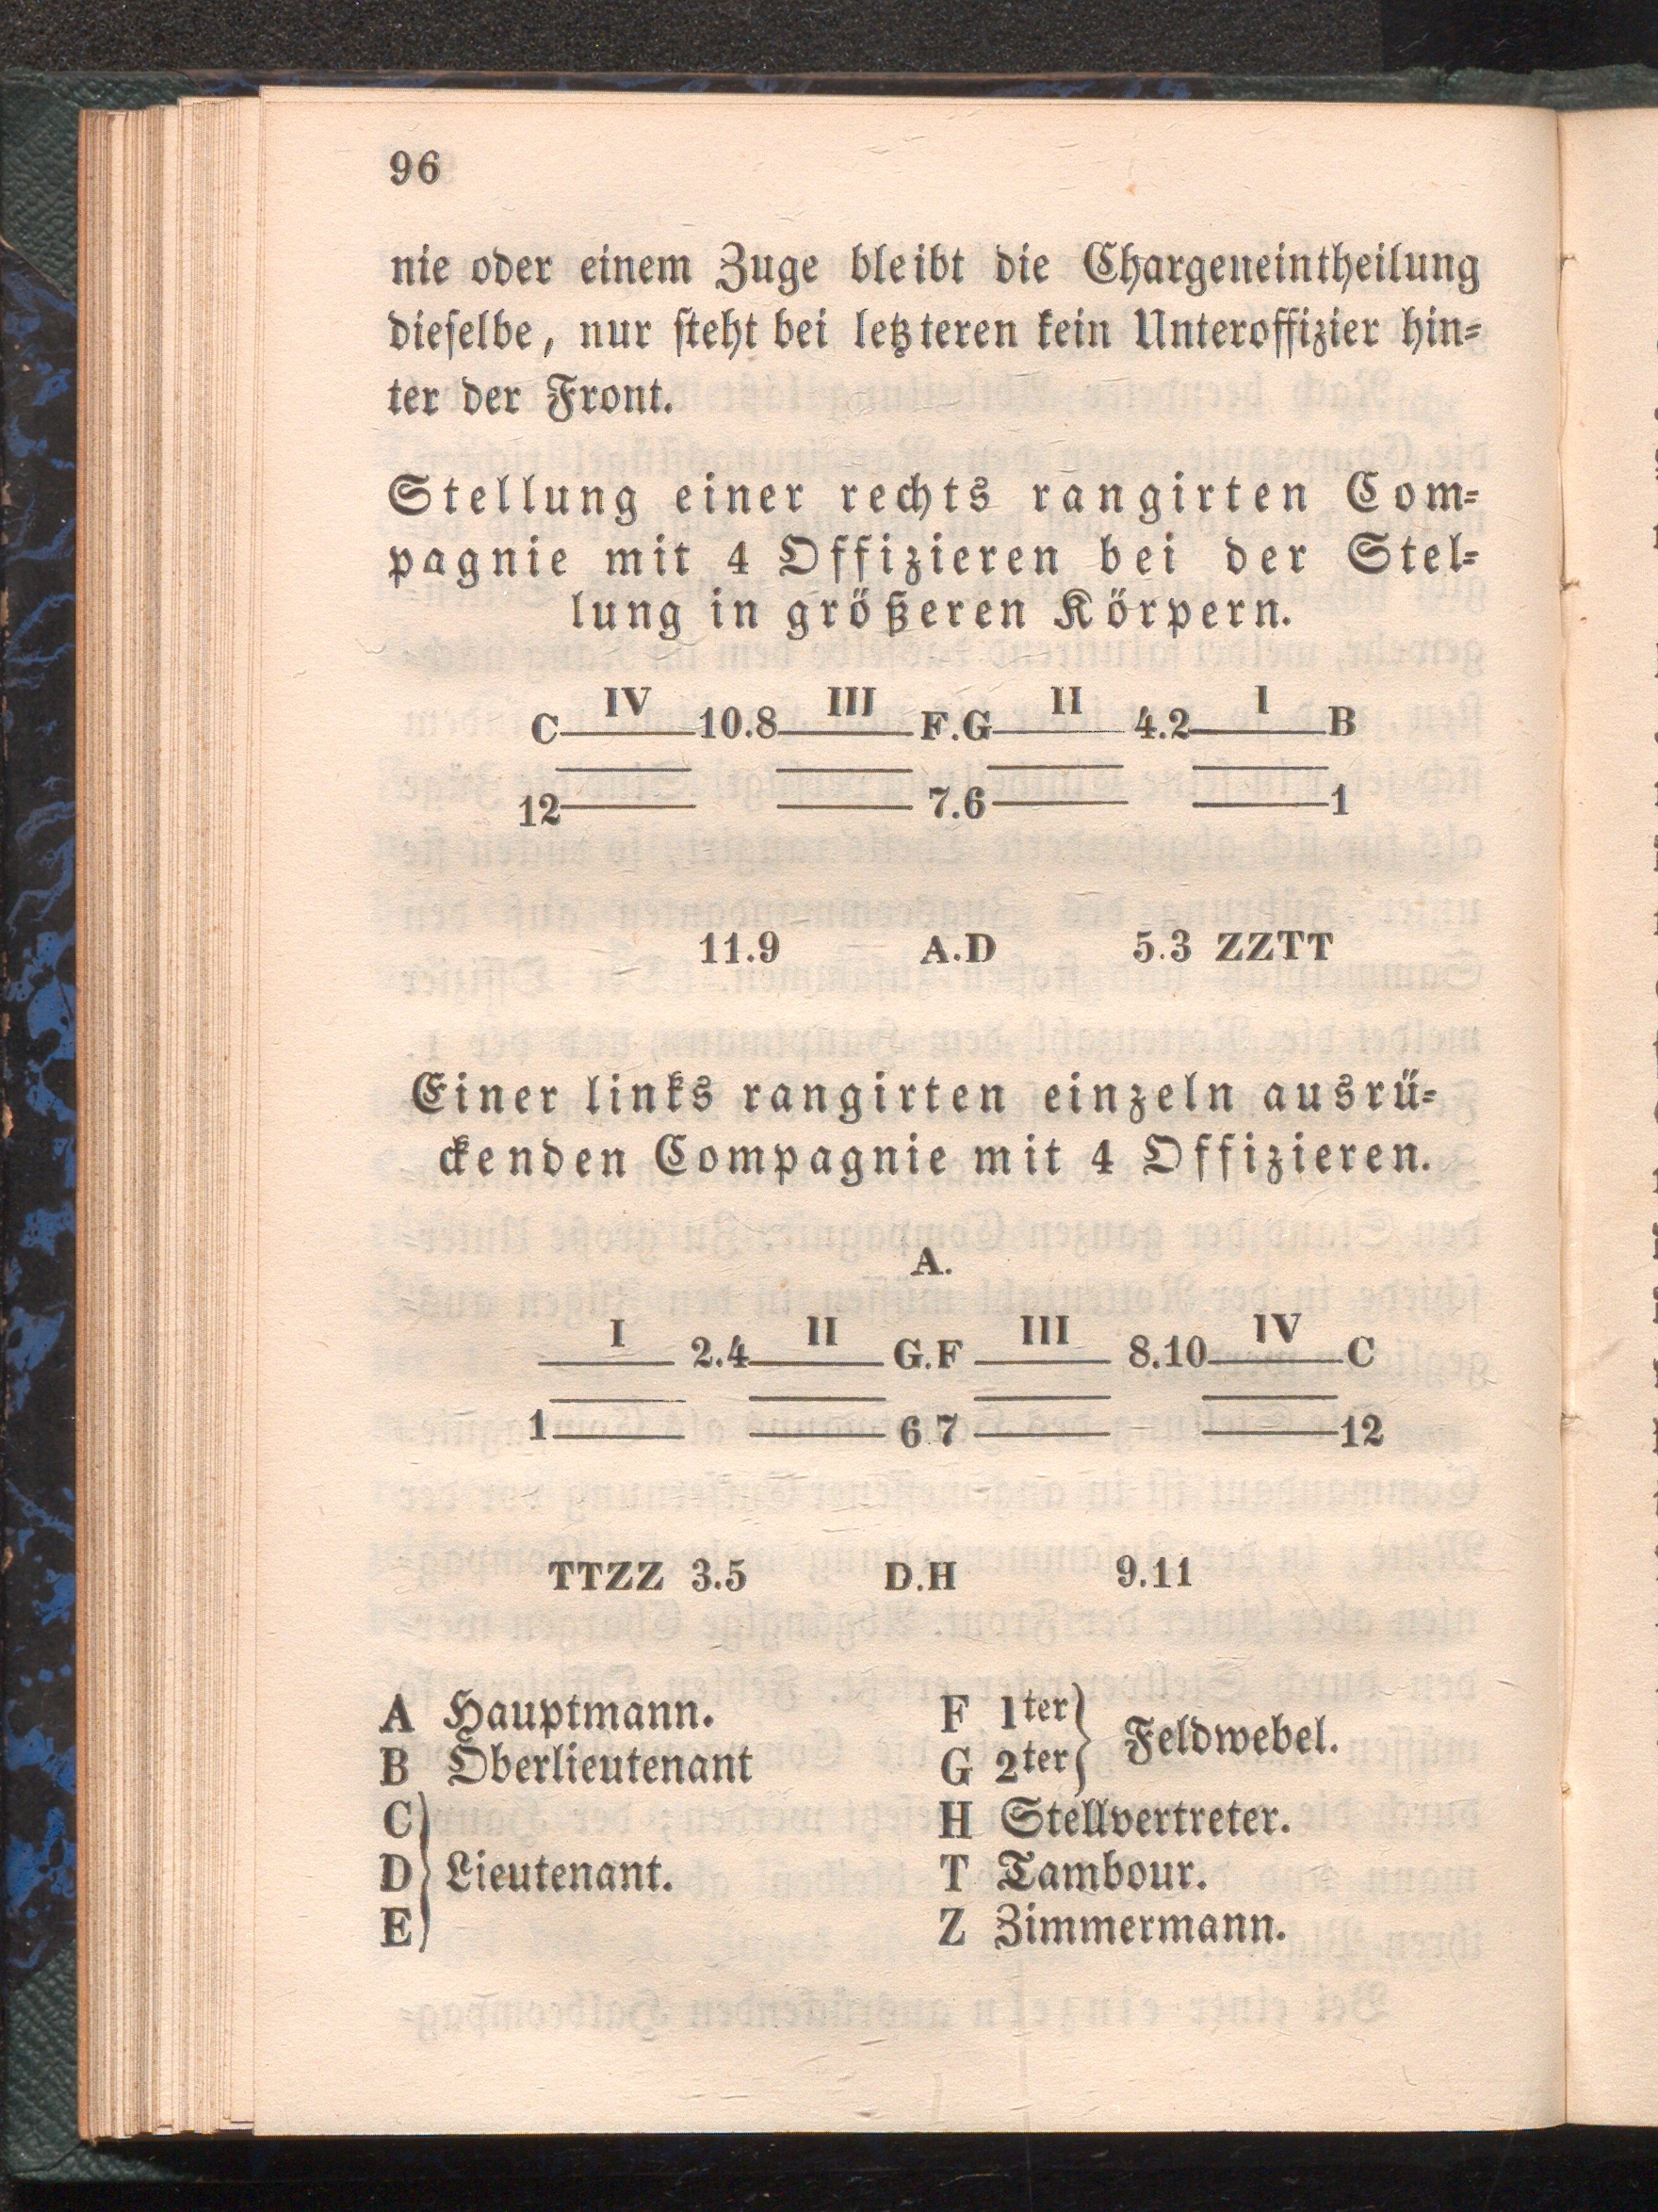 96
nie oder einem Zuge bleibt die Chargeneintheilung
dieselbe, nur steht bei letzteren kein Unteroffizier hin=
ter der Front.
Stellung einer rechts rangirten Com=
pagnie mit 4 Offizieren bei der Stel=
lung in größeren Körpern.
IV III II I
C 10.8 F.G 4.2 B
12 7.6 1
11.9 A.D 5.3 ZZTT
Einer links rangirten einzeln ausrü=
ckenden Compagnie mit 4 Offizieren.
A.
I II III IV
2.4 G.F 8.10 C
1 6 7 12
TTZZ 3.5 D.H 9.11
A Hauptmann.
B Oberlieutenant
C
D Lieutenant.
E
F 1ter
G 2ter Feldwebel.
H Stellvertreter.
T Tambour.
Z Zimmermann.